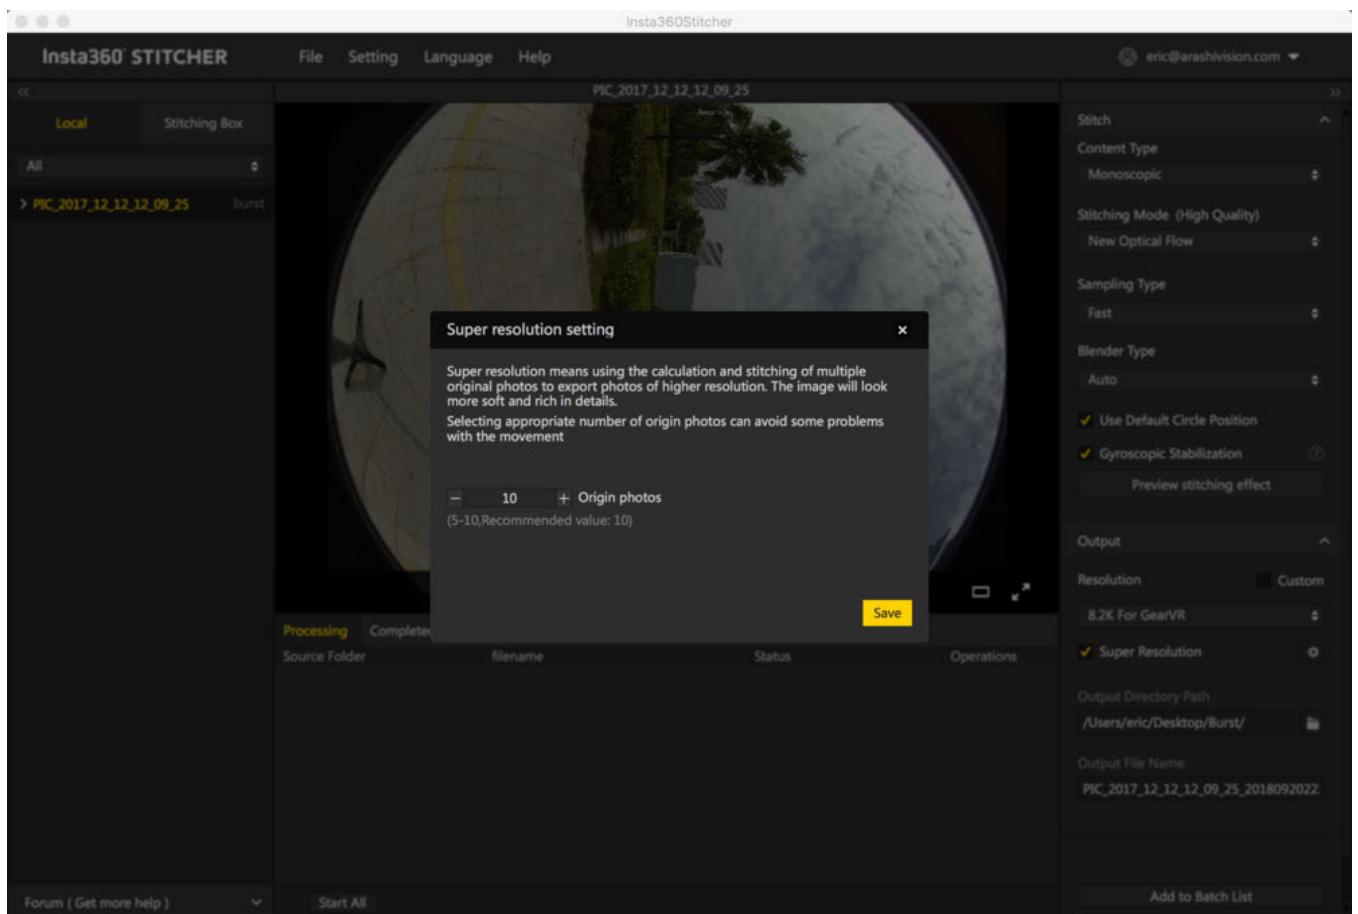 Insta360Stitcher
Insta360° STITCHER
File
Setting
Language
Help
eric@arashivision.com
PIC_2017_12_12_12_09_25
Local
Stitching Box
All
PIC_2017_12_12_12_09_25
burst
Super resolution setting
Super resolution means using the calculation and stitching of multiple
original photos to export photos of higher resolution. The image will look
more soft and rich in details.
Selecting appropriate number of origin photos can avoid some problems
with the movement
− 10 + Origin photos
(5-10,Recommended value: 10)
Save
Processing
Complete
Source Folder
filename
Status
Operations
Start All
Forum ( Get more help )
Stitch
Content Type
Monoscopic
Stitching Mode (High Quality)
New Optical Flow
Sampling Type
Fast
Blender Type
Auto
Use Default Circle Position
Gyroscopic Stabilization
Preview stitching effect
Output
Resolution
Custom
8.2K For GearVR
Super Resolution
Output Directory Path
/Users/eric/Desktop/Burst/
Output File Name
PIC_2017_12_12_12_09_25_2018092022
Add to Batch List